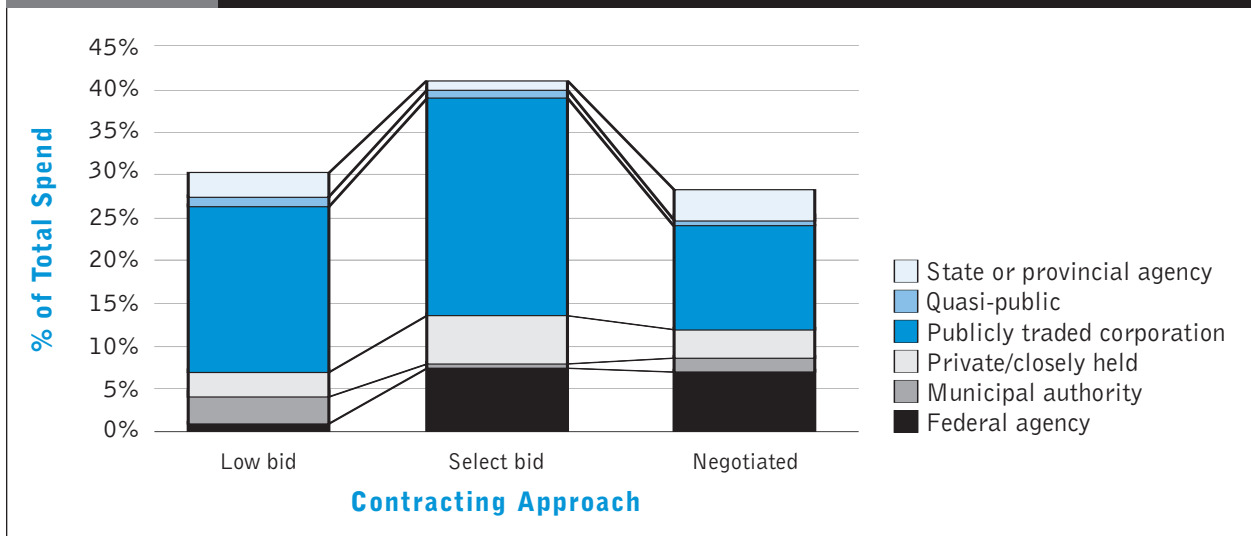 45%
40%
35%
30%
25%
20%
15%
10%
5%
0%
% of Total Spend
Low bid
Select bid
Negotiated
Contracting Approach
State or provincial agency
Quasi-public
Publicly traded corporation
Private/closely held
Municipal authority
Federal agency